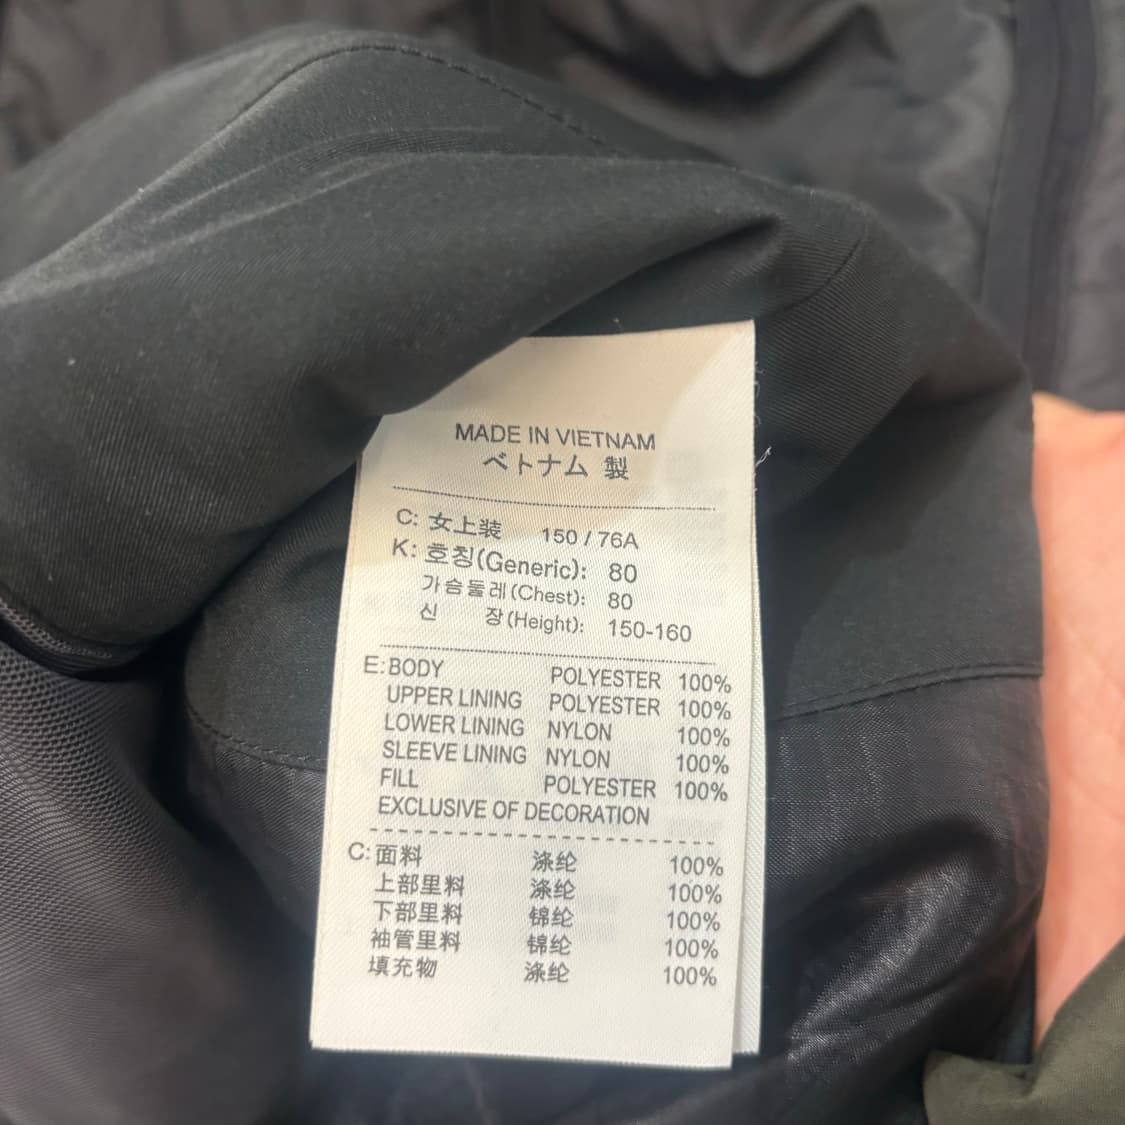 MADE IN VIETNAM
ベトナム 製
C: 女上装 150 / 76A
K: 호칭(Generic): 80
가슴둘레(Chest): 80
신 장(Height): 150-160
E: BODY POLYESTER 100%
UPPER LINING POLYESTER 100%
LOWER LINING NYLON 100%
SLEEVE LINING NYLON 100%
FILL POLYESTER 100%
EXCLUSIVE OF DECORATION
C: 面料 涤纶 100%
上部里料 涤纶 100%
下部里料 锦纶 100%
袖管里料 锦纶 100%
填充物 涤纶 100%